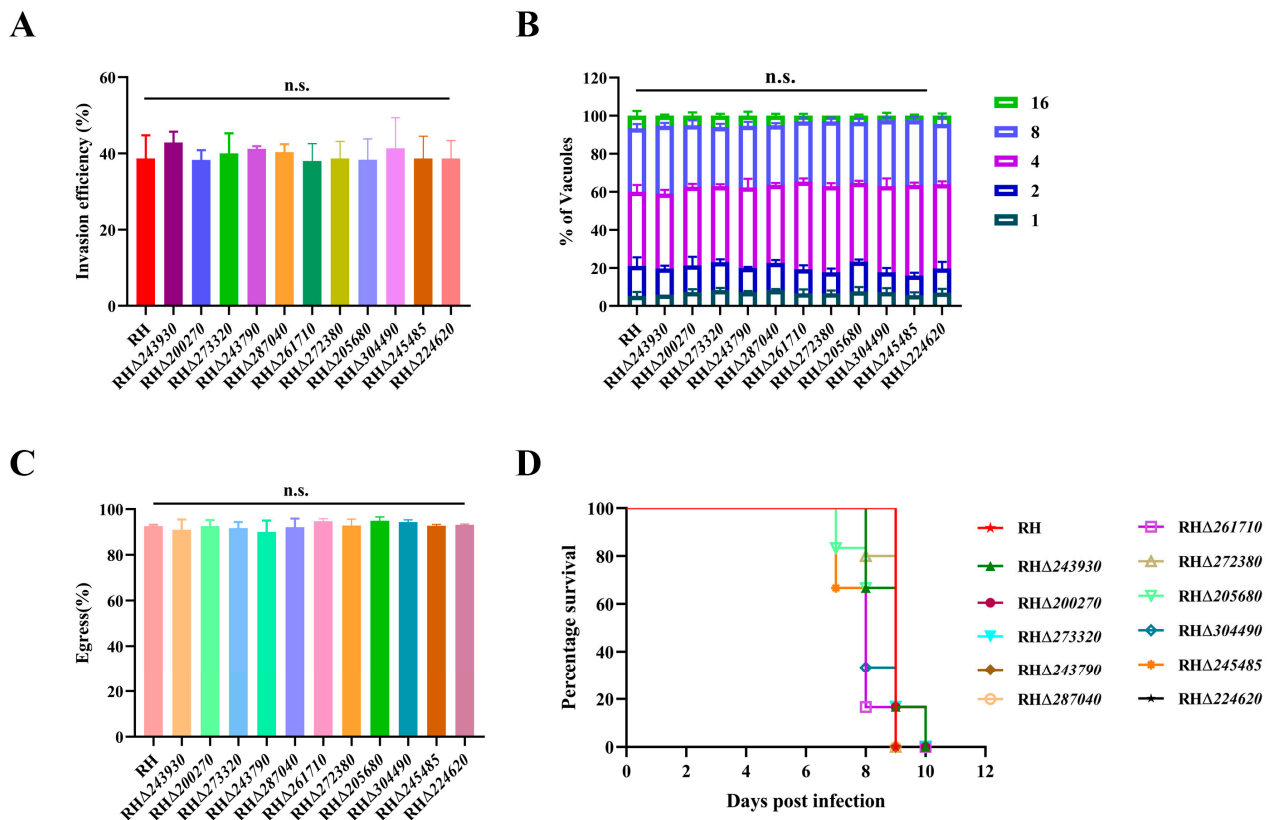 A
Invasion efficiency (%)
60
40
20
0
n.s.
RH
RHΔ243930
RHΔ200270
RHΔ273320
RHΔ243790
RHΔ287040
RHΔ261710
RHΔ272380
RHΔ205680
RHΔ304490
RHΔ245485
RHΔ224620
B
% of Vacuoles
120
100
80
60
40
20
0
n.s.
RH
RHΔ243930
RHΔ200270
RHΔ273320
RHΔ243790
RHΔ287040
RHΔ261710
RHΔ272380
RHΔ205680
RHΔ304490
RHΔ245485
RHΔ224620
16
8
4
2
1
C
Egress(%)
100
80
60
40
20
0
n.s.
RH
RHΔ243930
RHΔ200270
RHΔ273320
RHΔ243790
RHΔ287040
RHΔ261710
RHΔ272380
RHΔ205680
RHΔ304490
RHΔ245485
RHΔ224620
D
Percentage survival
100
80
60
40
20
0
0 2 4 6 8 10 12
Days post infection
RH
RHΔ243930
RHΔ200270
RHΔ273320
RHΔ243790
RHΔ287040
RHΔ261710
RHΔ272380
RHΔ205680
RHΔ304490
RHΔ245485
RHΔ224620